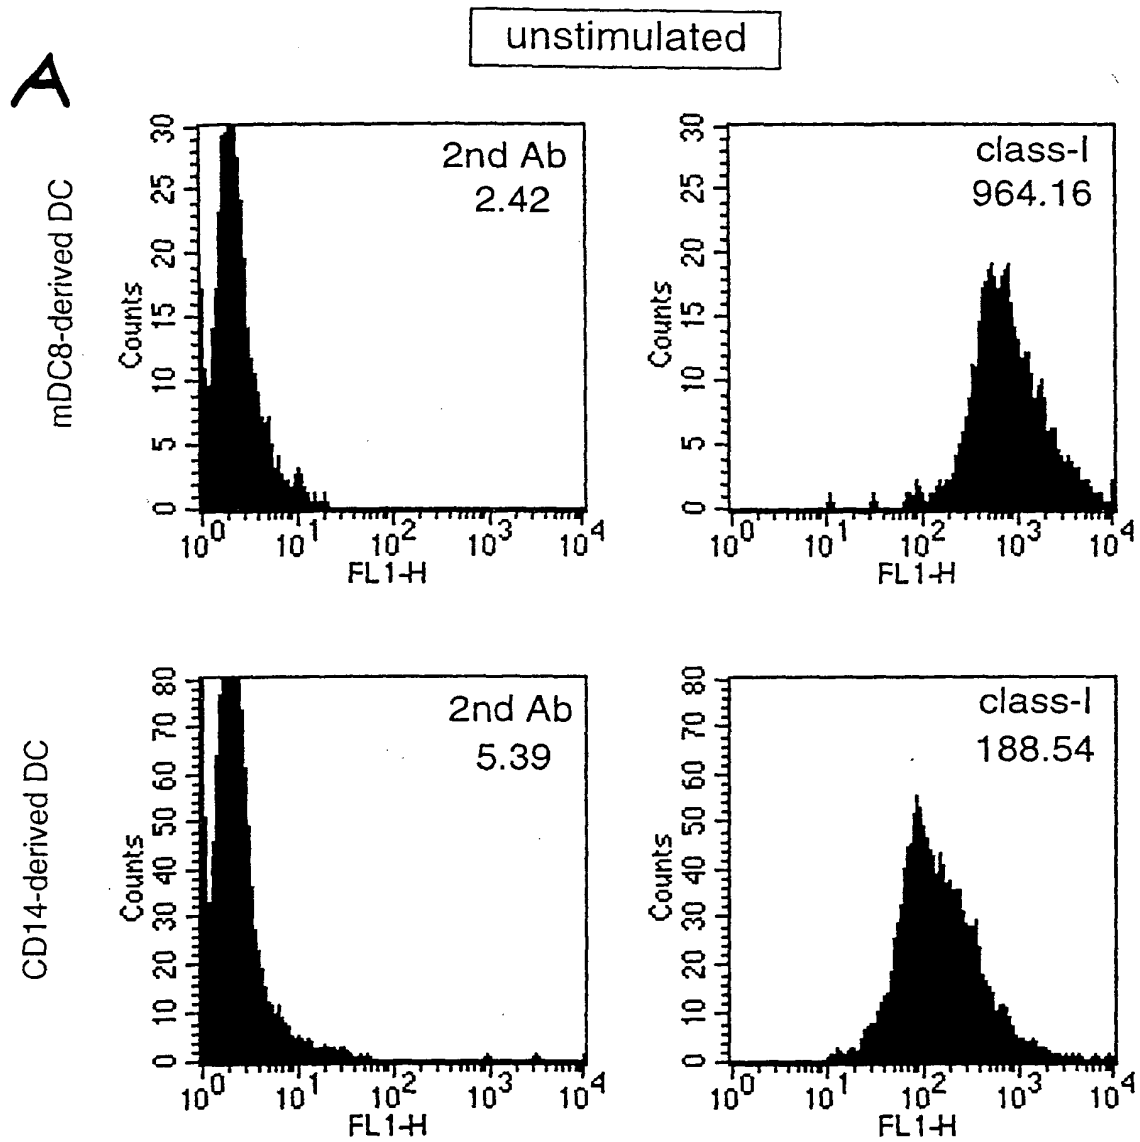 unstimulated
A
mDC8-derived DC
2nd Ab
2.42
Counts
30
25
20
15
10
5
0
10^0 10^1 10^2 10^3 10^4
FL1-H
class-I
964.16
Counts
30
25
20
15
10
5
0
10^0 10^1 10^2 10^3 10^4
FL1-H
CD14-derived DC
2nd Ab
5.39
Counts
80
70
60
50
40
30
20
10
0
10^0 10^1 10^2 10^3 10^4
FL1-H
class-I
188.54
Counts
80
70
60
50
40
30
20
10
0
10^0 10^1 10^2 10^3 10^4
FL1-H